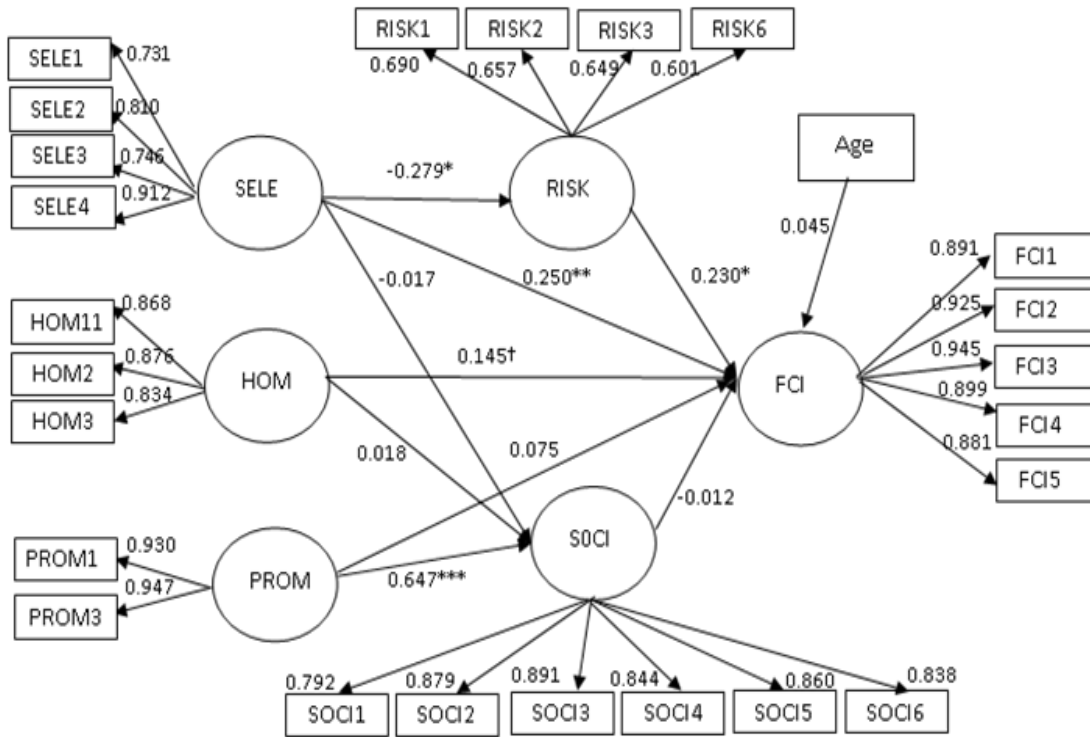 RISK1 RISK2 RISK3 RISK6
0.690 0.657 0.649 0.601
SELE1 0.731
SELE2 0.810
SELE3 0.746
SELE4 0.912
SELE
-0.279*
RISK
Age
0.045
-0.017
0.250**
0.230*
0.891 FCI1
0.925 FCI2
0.945 FCI3
0.899 FCI4
0.881 FCI5
HOM11 0.868
HOM2 0.876
HOM3 0.834
HOM
0.145†
FCI
0.018
0.075
-0.012
PROM1 0.930
PROM3 0.947
PROM
0.647***
S0CI
0.792 0.879 0.891 0.844 0.860 0.838
SOCI1 SOCI2 SOCI3 SOCI4 SOCI5 SOCI6